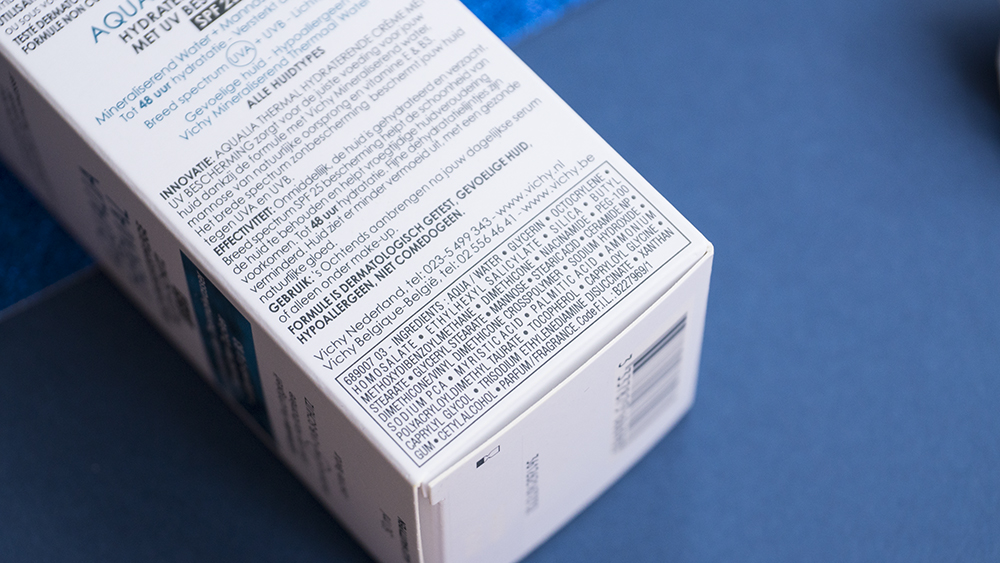 TESTÉ DERMATO
FORMULE NON CO
AQUA
HYDRATE
MET UV BES
SPF 25
Mineraliserend Water + Mannos
Tot 48 uur hydratatie - versterkt d
Breed spectrum UVA + UVB - Licht
Gevoelige huid - Hypoallergeen
Vichy Mineraliserend Thermaal
ALLE HUIDTYPES
INNOVATIE: AQUALIA THERMAL HYDRATERENDE CRÈME MET
UV BESCHERMING zorgt voor de juiste voeding voor jouw
huid dankzij de formule met Vichy Mineraliserend water,
mannose van natuurlijke oorsprong en vitamine E & B3.
Het brede spectrum zonbescherming beschermt jouw huid
tegen UVA en UVB.
EFFECTIVITEIT: Onmiddellijk, de huid is gehydrateerd en verzacht.
Breed spectrum SPF 25 bescherming helpt de schoonheid van
de huid te behouden en helpt vroegtijdige huidveroudering
voorkomen. tot 48 uur hydratatie. Fijne dehydratatielijntjes zijn
verminderd. Huid ziet er minder vermoeid uit, met een gezonde
natuurlijke gloed.
GEBRUIK: 's Ochtends aanbrengen na jouw dagelijkse serum
of alleen onder make-up.
FORMULE IS DERMATOLOGISCH GETEST, GEVOELIGE HUID,
HYPOALLERGEEN, NIET COMEDOGEEN.
Vichy Nederland, tel: 023-5 499 343 - www.vichy.nl
Vichy Belgique-België, tel: 02.556 46 41 - www.vichy.be
689007 03 - INGREDIENTS : AQUA / WATER • GLYCERIN • OCTOCRYLENE •
HOMOSALATE • ETHYLHEXYL SALICYLATE • SILICA • BUTYL
METHOXYDIBENZOYLMETHANE • DIMETHICONE • NIACINAMIDE • PEG-100
STEARATE • GLYCERYL STEARATE • MANNOSE • STEARIC ACID • CERAMIDE NP •
DIMETHICONE/VINYL DIMETHICONE CROSSPOLYMER • SODIUM HYDROXIDE •
SODIUM PCA • MYRISTIC ACID • PALMITIC ACID • AMMONIUM
POLYACRYLOYLDIMETHYL TAURATE • TOCOPHEROL • CAPRYLOYL GLYCINE •
CAPRYLYL GLYCOL • TRISODIUM ETHYLENEDIAMINE DISUCCINATE • XANTHAN
GUM • CETYL ALCOHOL • PARFUM / FRAGRANCE Code F.I.L. B227969/1